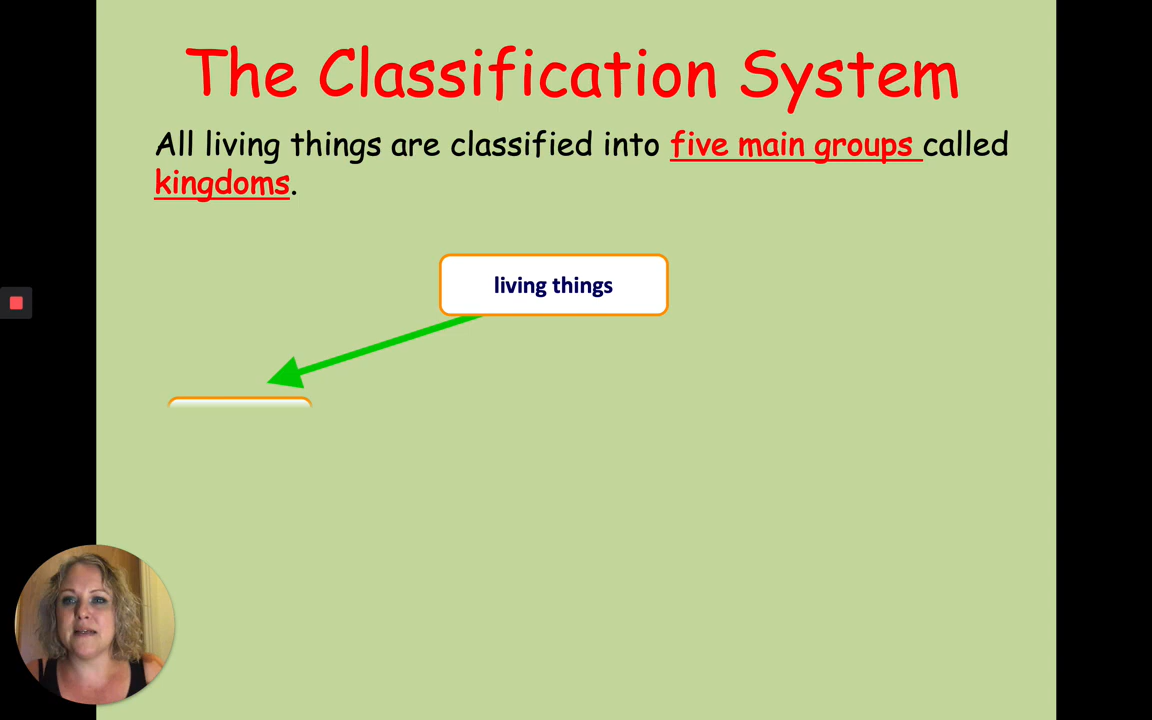 The Classification System
All living things are classified into five main groups called
kingdoms.
living things